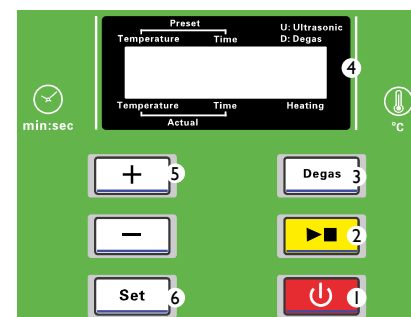 Preset
U: Ultrasonic
Temperature Time D: Degas
4
Temperature Time Heating
Actual
min:sec
°C
+ 5
Degas 3
− 2
Set 6
1